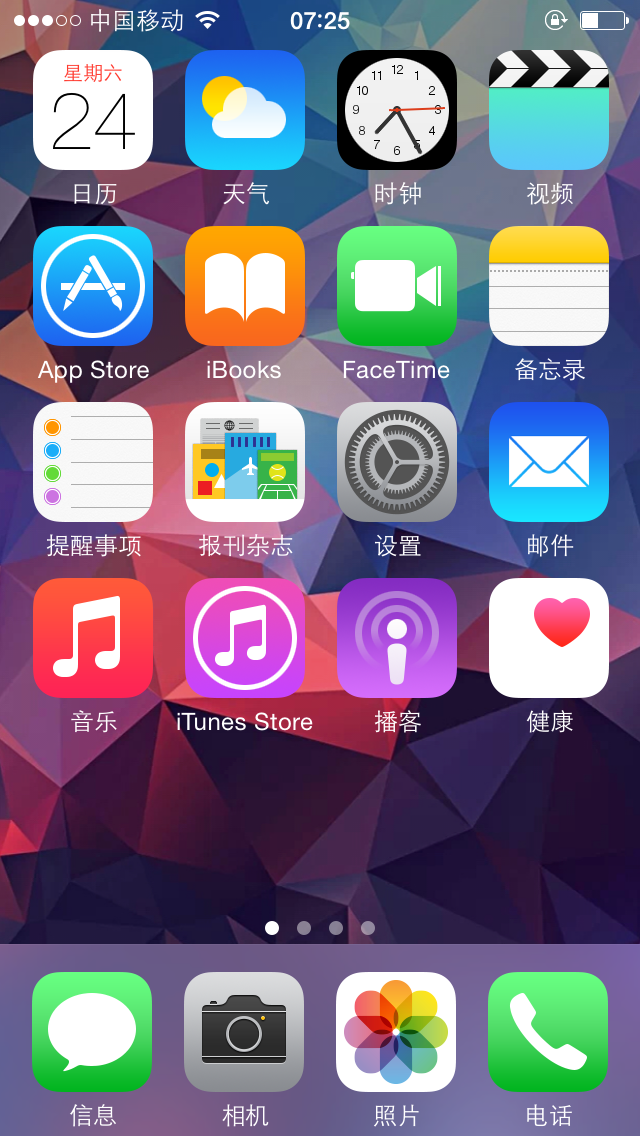 中国移动 07:25
星期六
24
12
11 1
10 2
9 3
8 4
7 5
6
日历 天气 时钟 视频
App Store iBooks FaceTime 备忘录
提醒事项 报刊杂志 设置 邮件
音乐 iTunes Store 播客 健康
信息 相机 照片 电话